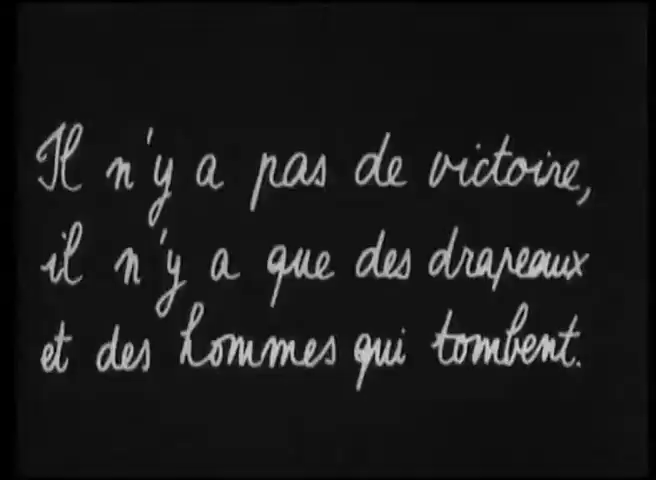 Il n'y a pas de victoire,
il n'y a que des drapeaux
et des hommes qui tombent.